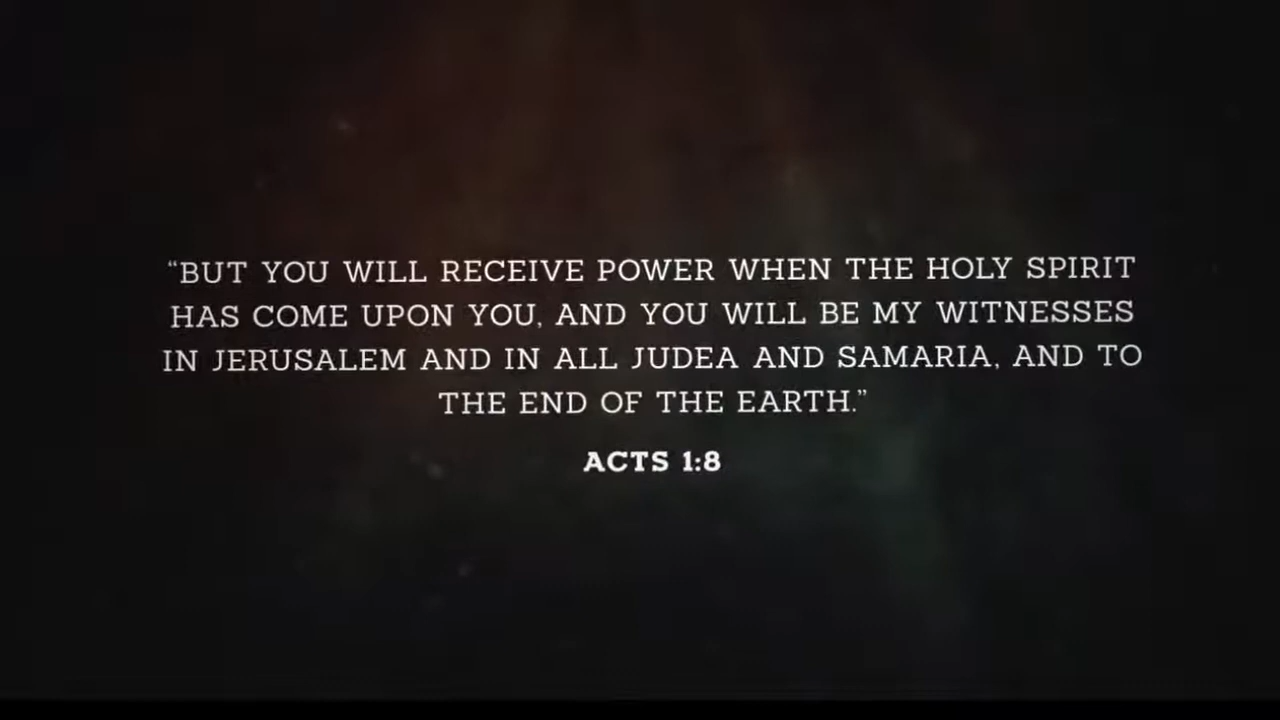 “BUT YOU WILL RECEIVE POWER WHEN THE HOLY SPIRIT
HAS COME UPON YOU, AND YOU WILL BE MY WITNESSES
IN JERUSALEM AND IN ALL JUDEA AND SAMARIA, AND TO
THE END OF THE EARTH.”
ACTS 1:8